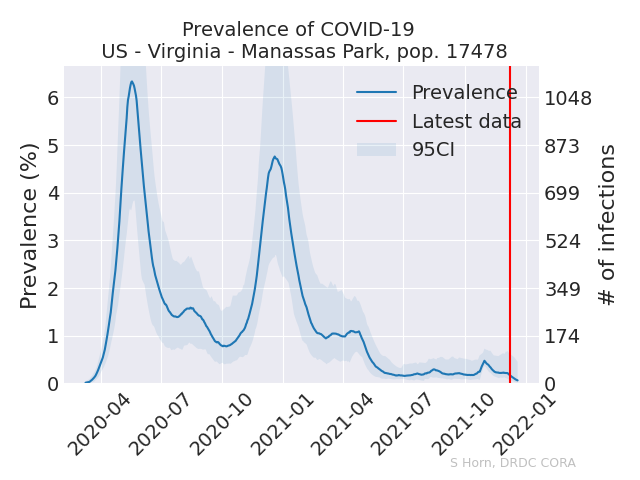 Prevalence of COVID-19
US - Virginia - Manassas Park, pop. 17478
Prevalence (%)
6
5
4
3
2
1
0
Prevalence
Latest data
95CI
1048
873
699
524
349
174
0
# of infections
2020-04
2020-07
2020-10
2021-01
2021-04
2021-07
2021-10
2022-01
S Horn, DRDC CORA